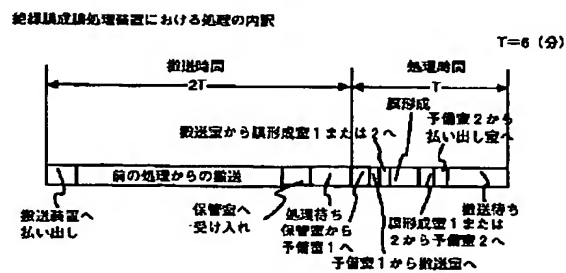 絶縁膜成膜処理装置における処理の内訳
T=6（分）
搬送時間
処理時間
2T
T
膜形成
予備室2から
払い出し室へ
搬送室から膜形成室1または2へ
前の処理からの搬送
搬送装置へ
払い出し
保管室へ
受け入れ
処理待ち
保管室から
予備室1へ
搬送待ち
膜形成室1または
2から予備室2へ
予備室1から搬送室へ